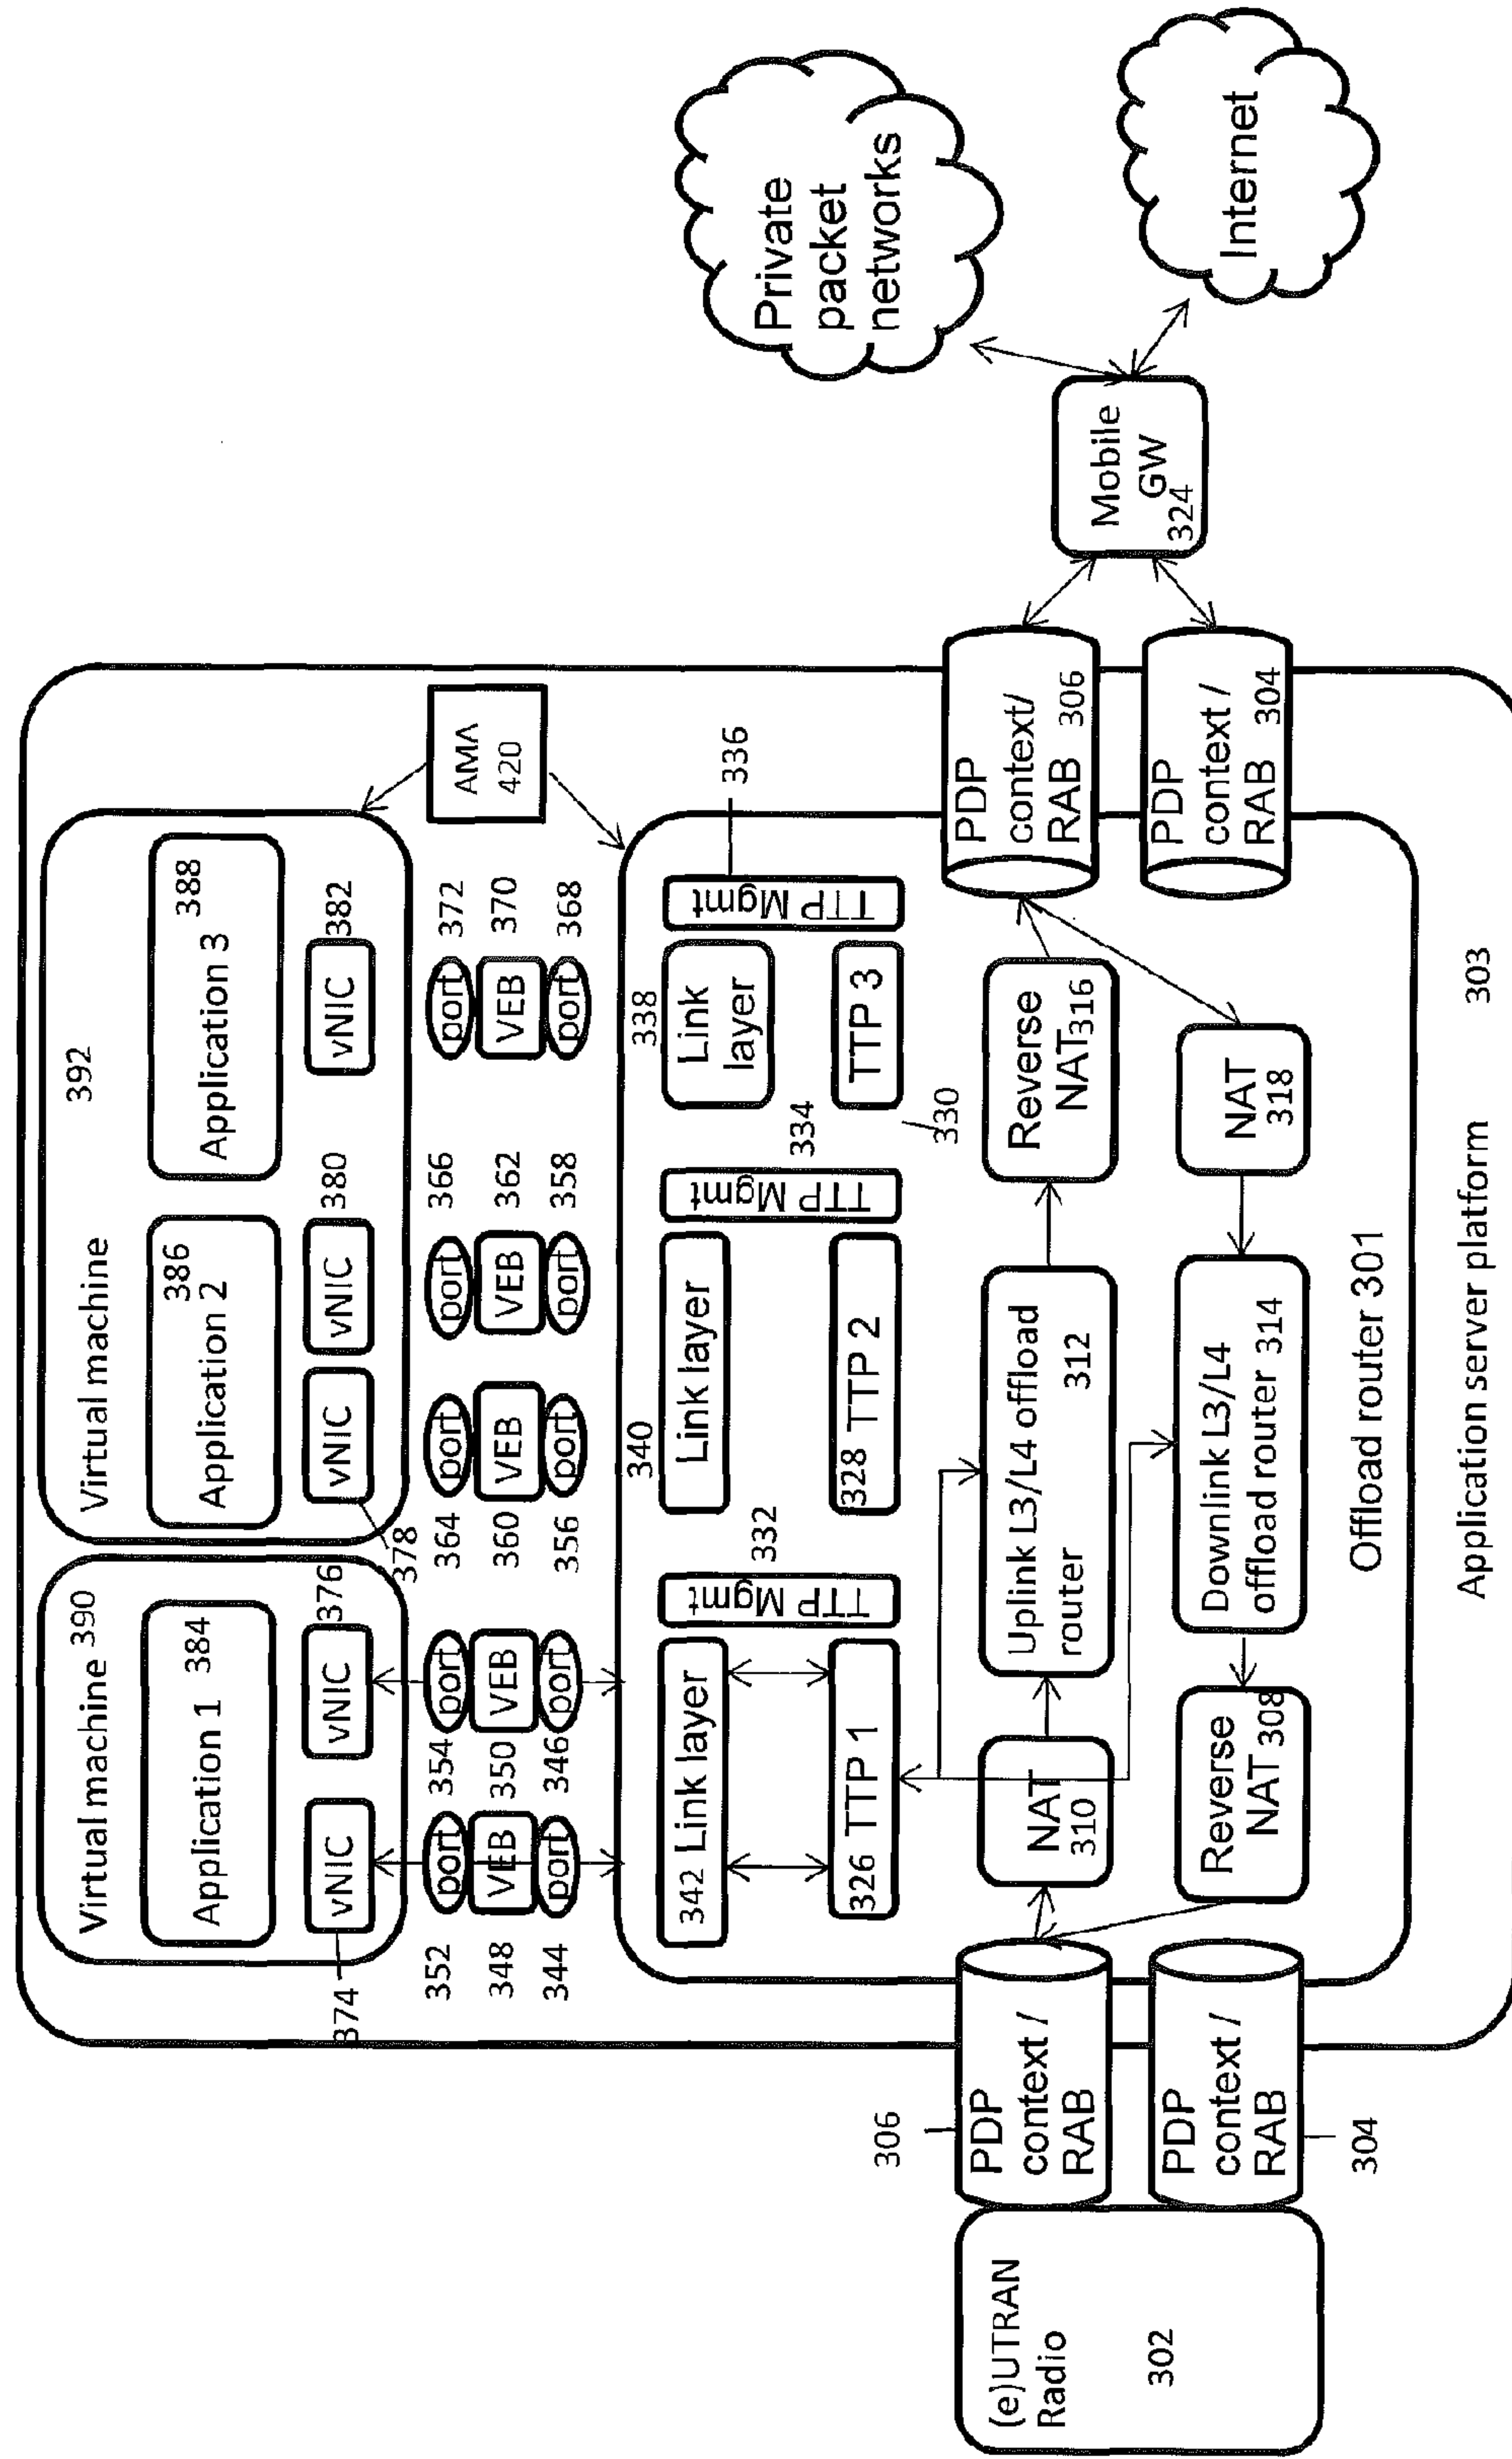 Virtual machine 390
Application 1 384
vNIC
374
vNIC
376
Virtual machine
392
386
Application 2
vNIC
378
vNIC
380
388
Application 3
vNIC
382
352
port
354
port
364
port
366
port
372
port
348
VEB
350
VEB
360
VEB
362
VEB
370
VEB
344
port
346
port
356
port
358
port
368
port
AMA
420
342 Link layer
326 TTP 1
TTP Mgmt
332
340
Link layer
328 TTP 2
TTP Mgmt
334
338
Link
layer
TTP 3
330
TTP Mgmt
336
NAT
310
Uplink L3/L4 offload
router
312
Reverse
NAT 316
Reverse
NAT 308
Downlink L3/L4
offload router 314
NAT
318
Offload router 301
Application server platform
303
(e)UTRAN
Radio
302
306
PDP
context /
RAB
PDP
context /
RAB
304
PDP
context/
RAB 306
PDP
context /
RAB 304
Mobile
GW
324
Private
packet
networks
Internet